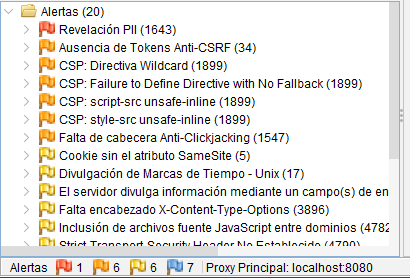 Alertas (20)
Revelación PII (1643)
Ausencia de Tokens Anti-CSRF (34)
CSP: Directiva Wildcard (1899)
CSP: Failure to Define Directive with No Fallback (1899)
CSP: script-src unsafe-inline (1899)
CSP: style-src unsafe-inline (1899)
Falta de cabecera Anti-Clickjacking (1547)
Cookie sin el atributo SameSite (5)
Divulgación de Marcas de Tiempo - Unix (17)
El servidor divulga información mediante un campo(s) de en
Falta encabezado X-Content-Type-Options (3896)
Inclusión de archivos fuente JavaScript entre dominios (4782
Strict Transport Security Header No Establecido (4790)
Alertas 1 6 6 7 Proxy Principal: localhost:8080